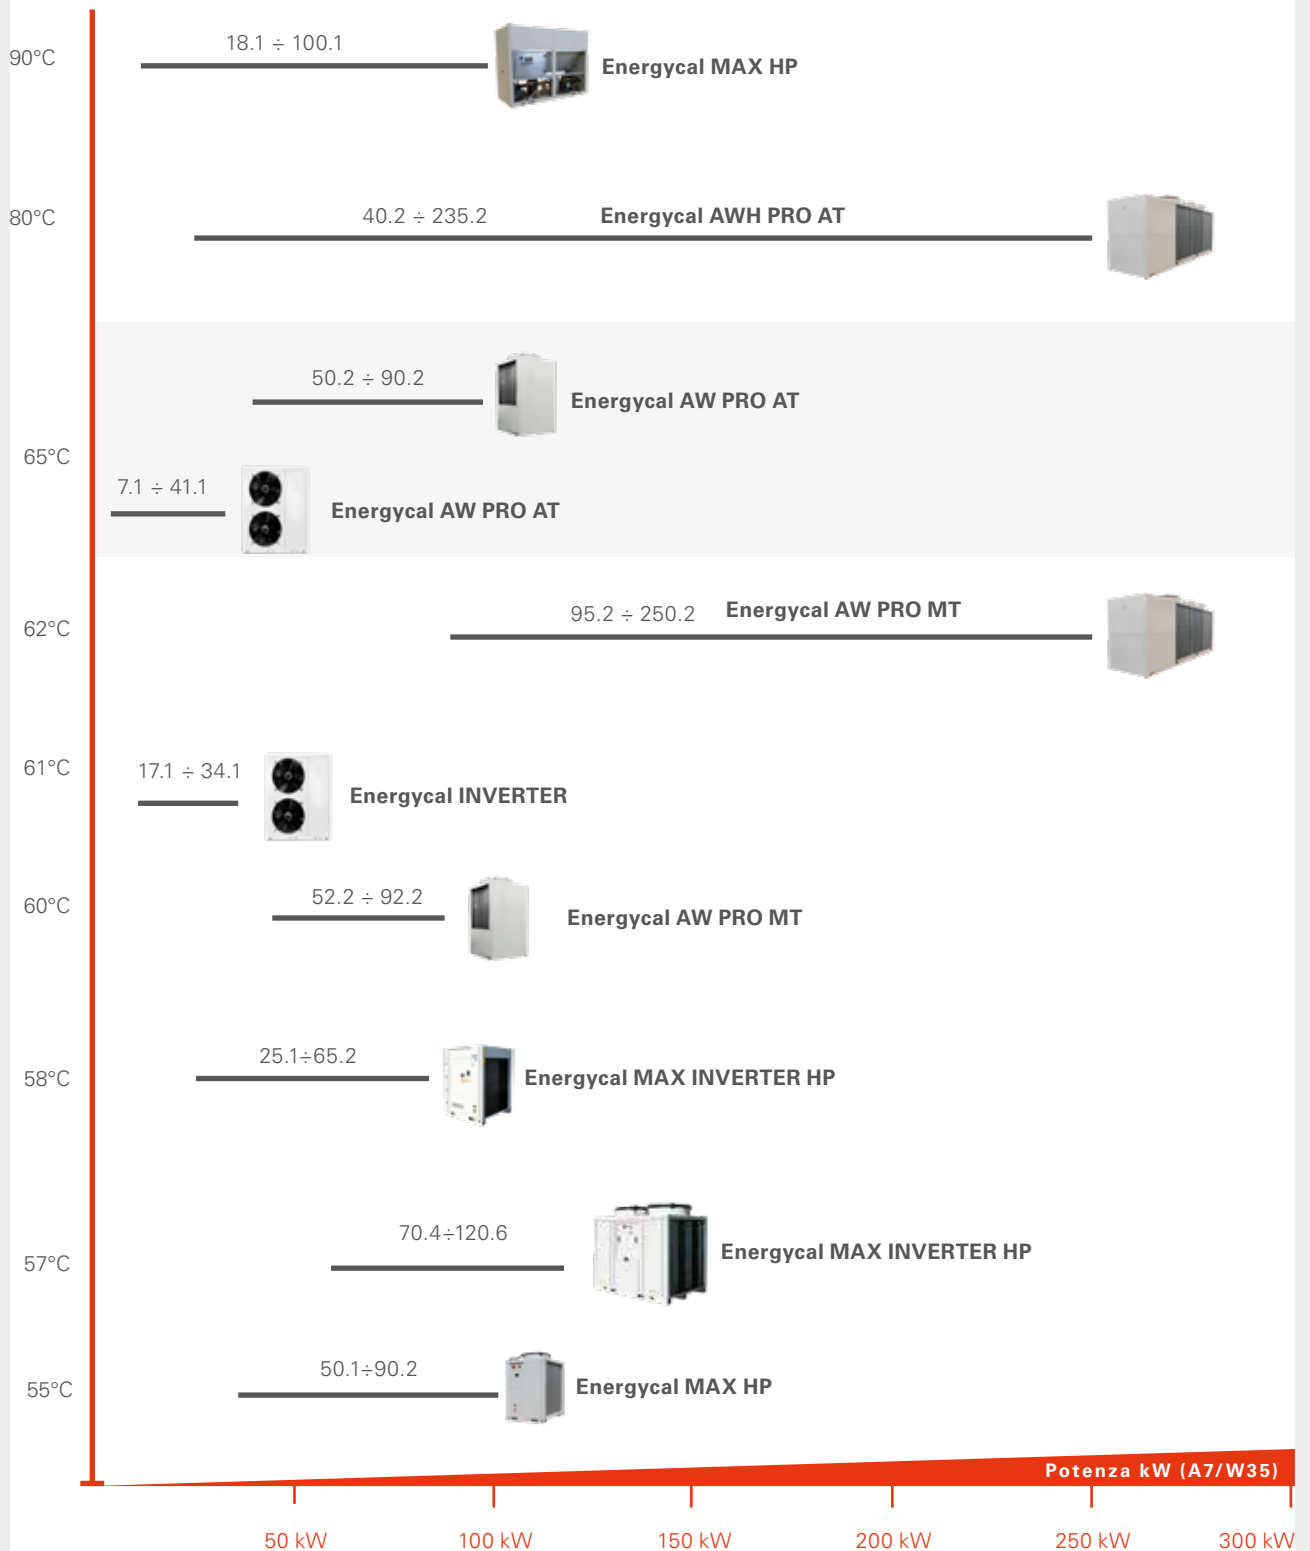 18.1 ÷ 100.1
90°C
Energycal MAX HP
40.2 ÷ 235.2
Energycal AWH PRO AT
80°C
50.2 ÷ 90.2
Energycal AW PRO AT
65°C
7.1 ÷ 41.1
Energycal AW PRO AT
95.2 ÷ 250.2
Energycal AW PRO MT
62°C
61°C
17.1 ÷ 34.1
Energycal INVERTER
52.2 ÷ 92.2
60°C
Energycal AW PRO MT
25.1÷65.2
58°C
Energycal MAX INVERTER HP
70.4÷120.6
Energycal MAX INVERTER HP
57°C
50.1÷90.2
55°C
Energycal MAX HP
Potenza kW (A7/W35)
50 kW
100 kW
150 kW
200 kW
250 kW
300 kW